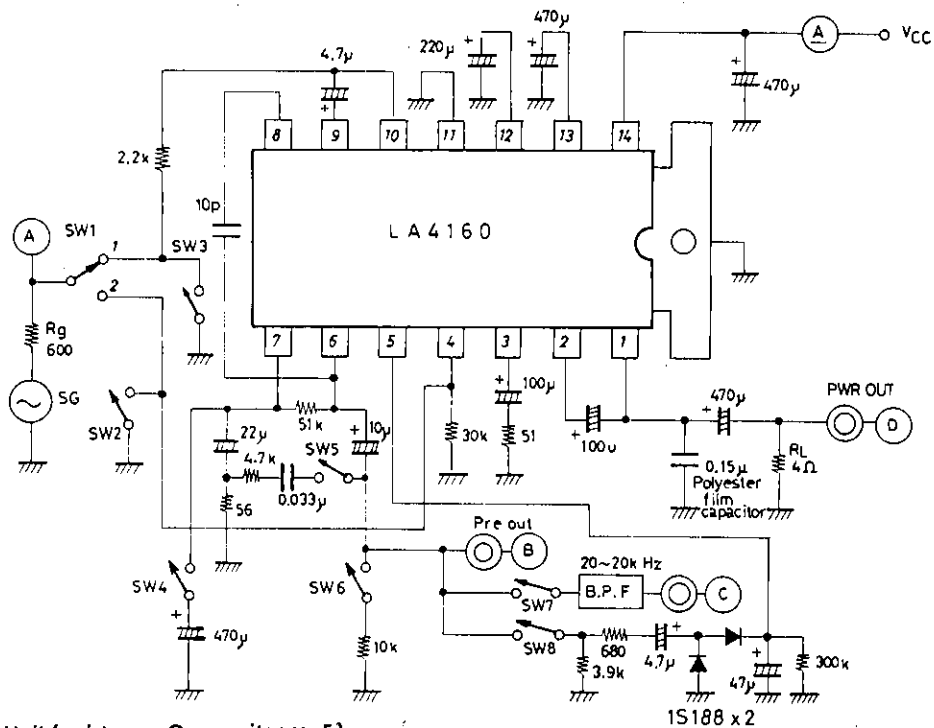 470μ
A
VCC
220μ
470μ
4.7μ
8
9
10
11
12
13
14
2.2k
10p
LA4160
A
SW1
1
2
SW3
Rg
600
SG
SW2
7
6
5
4
3
2
1
51k
22μ
10μ
4.7k
SW5
0.033μ
56
30k
100μ
51
100υ
470μ
PWR OUT
D
RL
4Ω
0.15μ
Polyester
film
capacitor
Pre out
B
20~20k Hz
SW4
SW6
SW7
B.P.F
C
470μ
10k
SW8
680
3.9k
4.7μ
47μ
300k
1S188 x 2